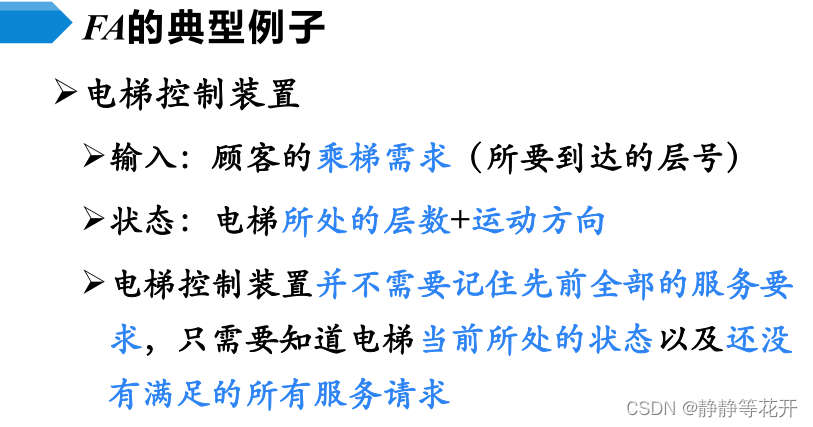 FA的典型例子
电梯控制装置
输入：顾客的乘梯需求（所要到达的层号）
状态：电梯所处的层数+运动方向
电梯控制装置并不需要记住先前全部的服务要
求，只需要知道电梯当前所处的状态以及还没
有满足的所有服务请求
CSDN @静静等花开